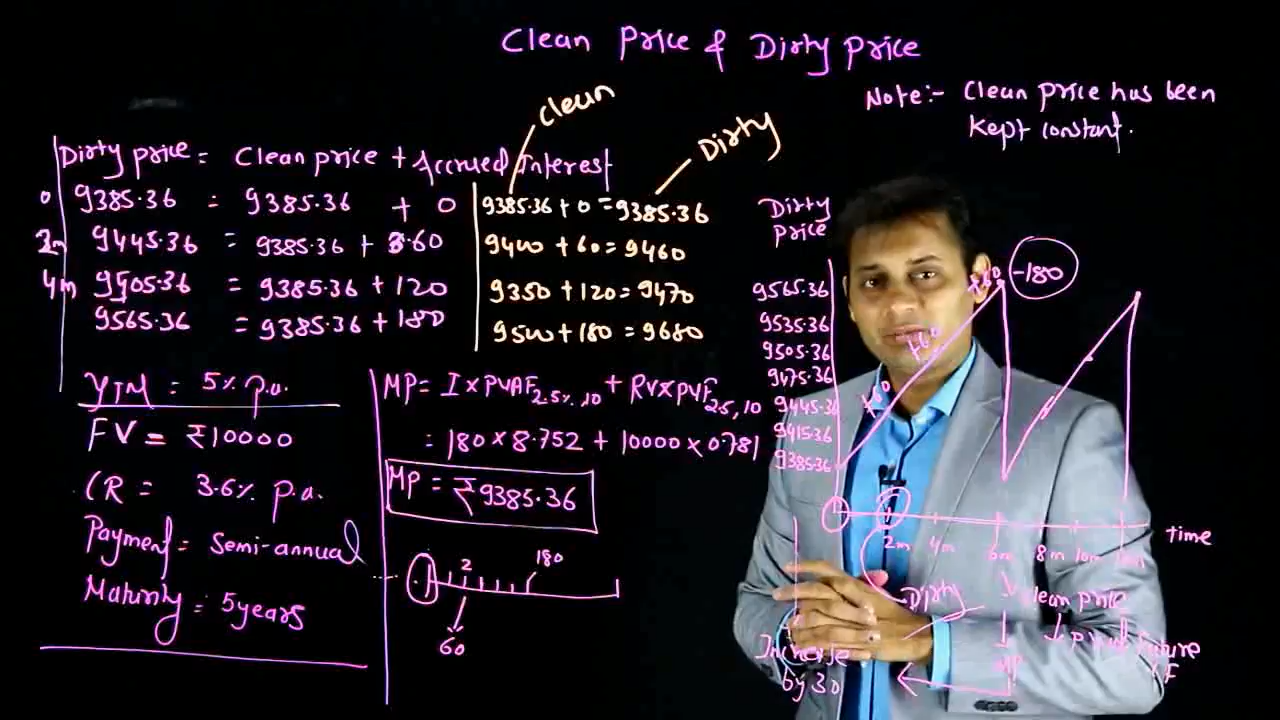 Clean Price & Dirty price
Note:- Clean price has been
Kept constant.
Clean
Dirty
Dirty price = Clean price + Accrued Interest
0 9385.36 = 9385.36 + 0
2m 9445.36 = 9385.36 + 60
4m 9505.36 = 9385.36 + 120
9565.36 = 9385.36 + 180
9385.36 + 0 = 9385.36
9400 + 60 = 9460
9350 + 120 = 9470
9500 + 180 = 9680
YTM = 5% p.a.
FV = ₹10000
CR = 3.6% p.a.
Payment = Semi-annual
Maturity = 5years
MP = I x PVAF 2.5%, 10 + RV x PVF 2.5, 10
= 180 x 8.752 + 10000 x 0.781
MP = ₹9385.36
2 180
60
Dirty
Price
-180
9565.36
9535.36
9505.36
9475.36
9445.36
9415.36
9385.36
2m 4m 6m 8m 10m
time
Dirty
Clean price
MP
Increase
by 30